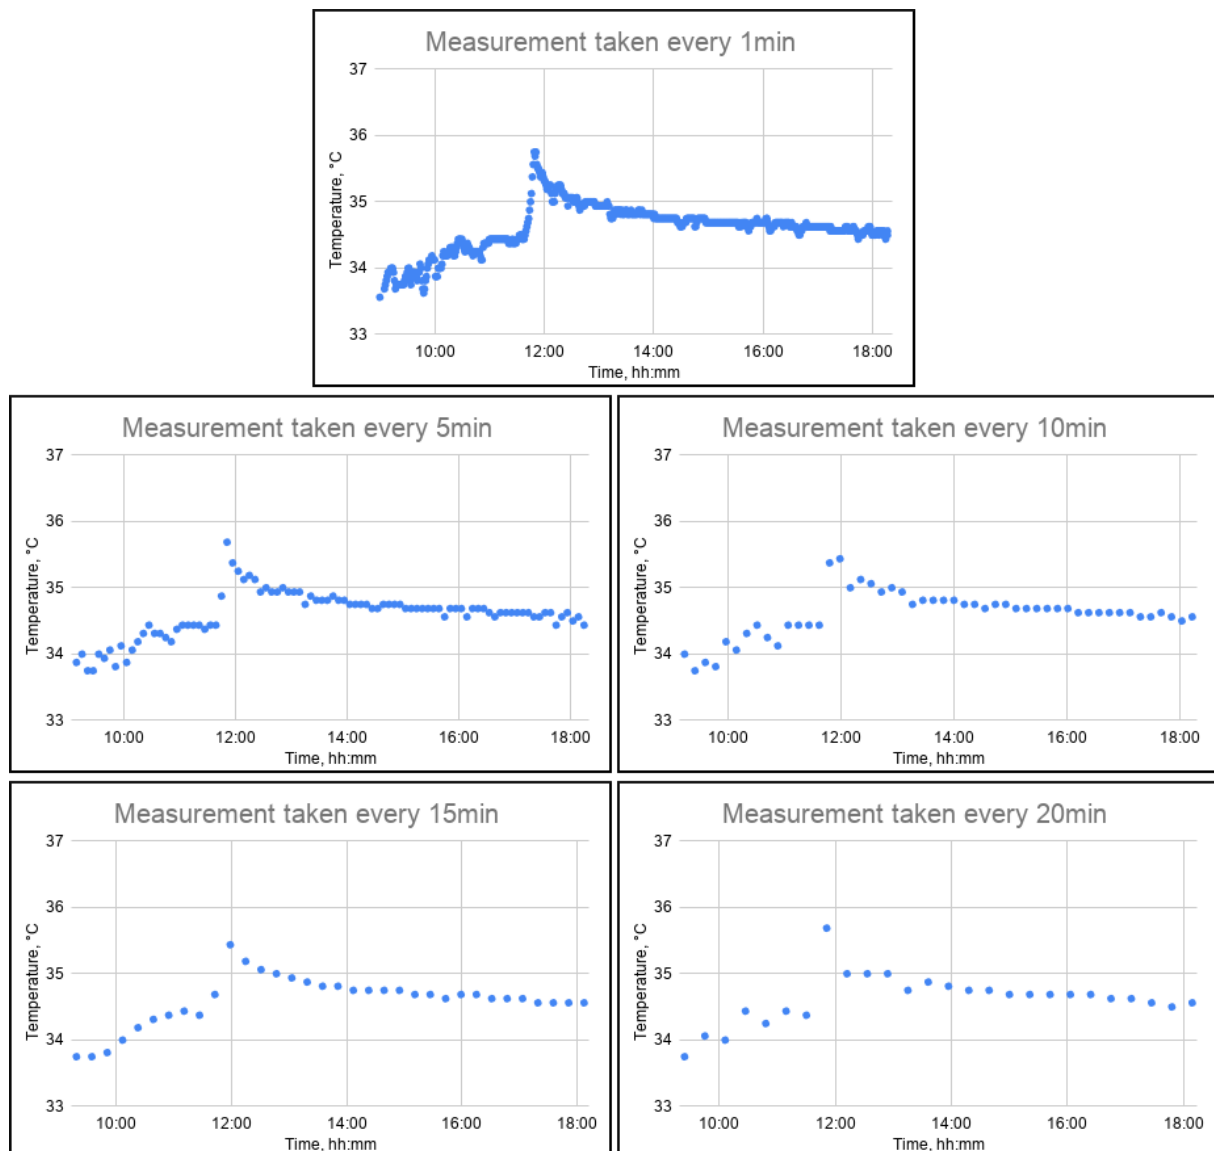 Measurement taken every 1min
37
36
35
34
33
Temperature, °C
10:00 12:00 14:00 16:00 18:00
Time, hh:mm
Measurement taken every 5min
37
36
35
34
33
Temperature, °C
10:00 12:00 14:00 16:00 18:00
Time, hh:mm
Measurement taken every 10min
37
36
35
34
33
Temperature, °C
10:00 12:00 14:00 16:00 18:00
Time, hh:mm
Measurement taken every 15min
37
36
35
34
33
Temperature, °C
10:00 12:00 14:00 16:00 18:00
Time, hh:mm
Measurement taken every 20min
37
36
35
34
33
Temperature, °C
10:00 12:00 14:00 16:00 18:00
Time, hh:mm